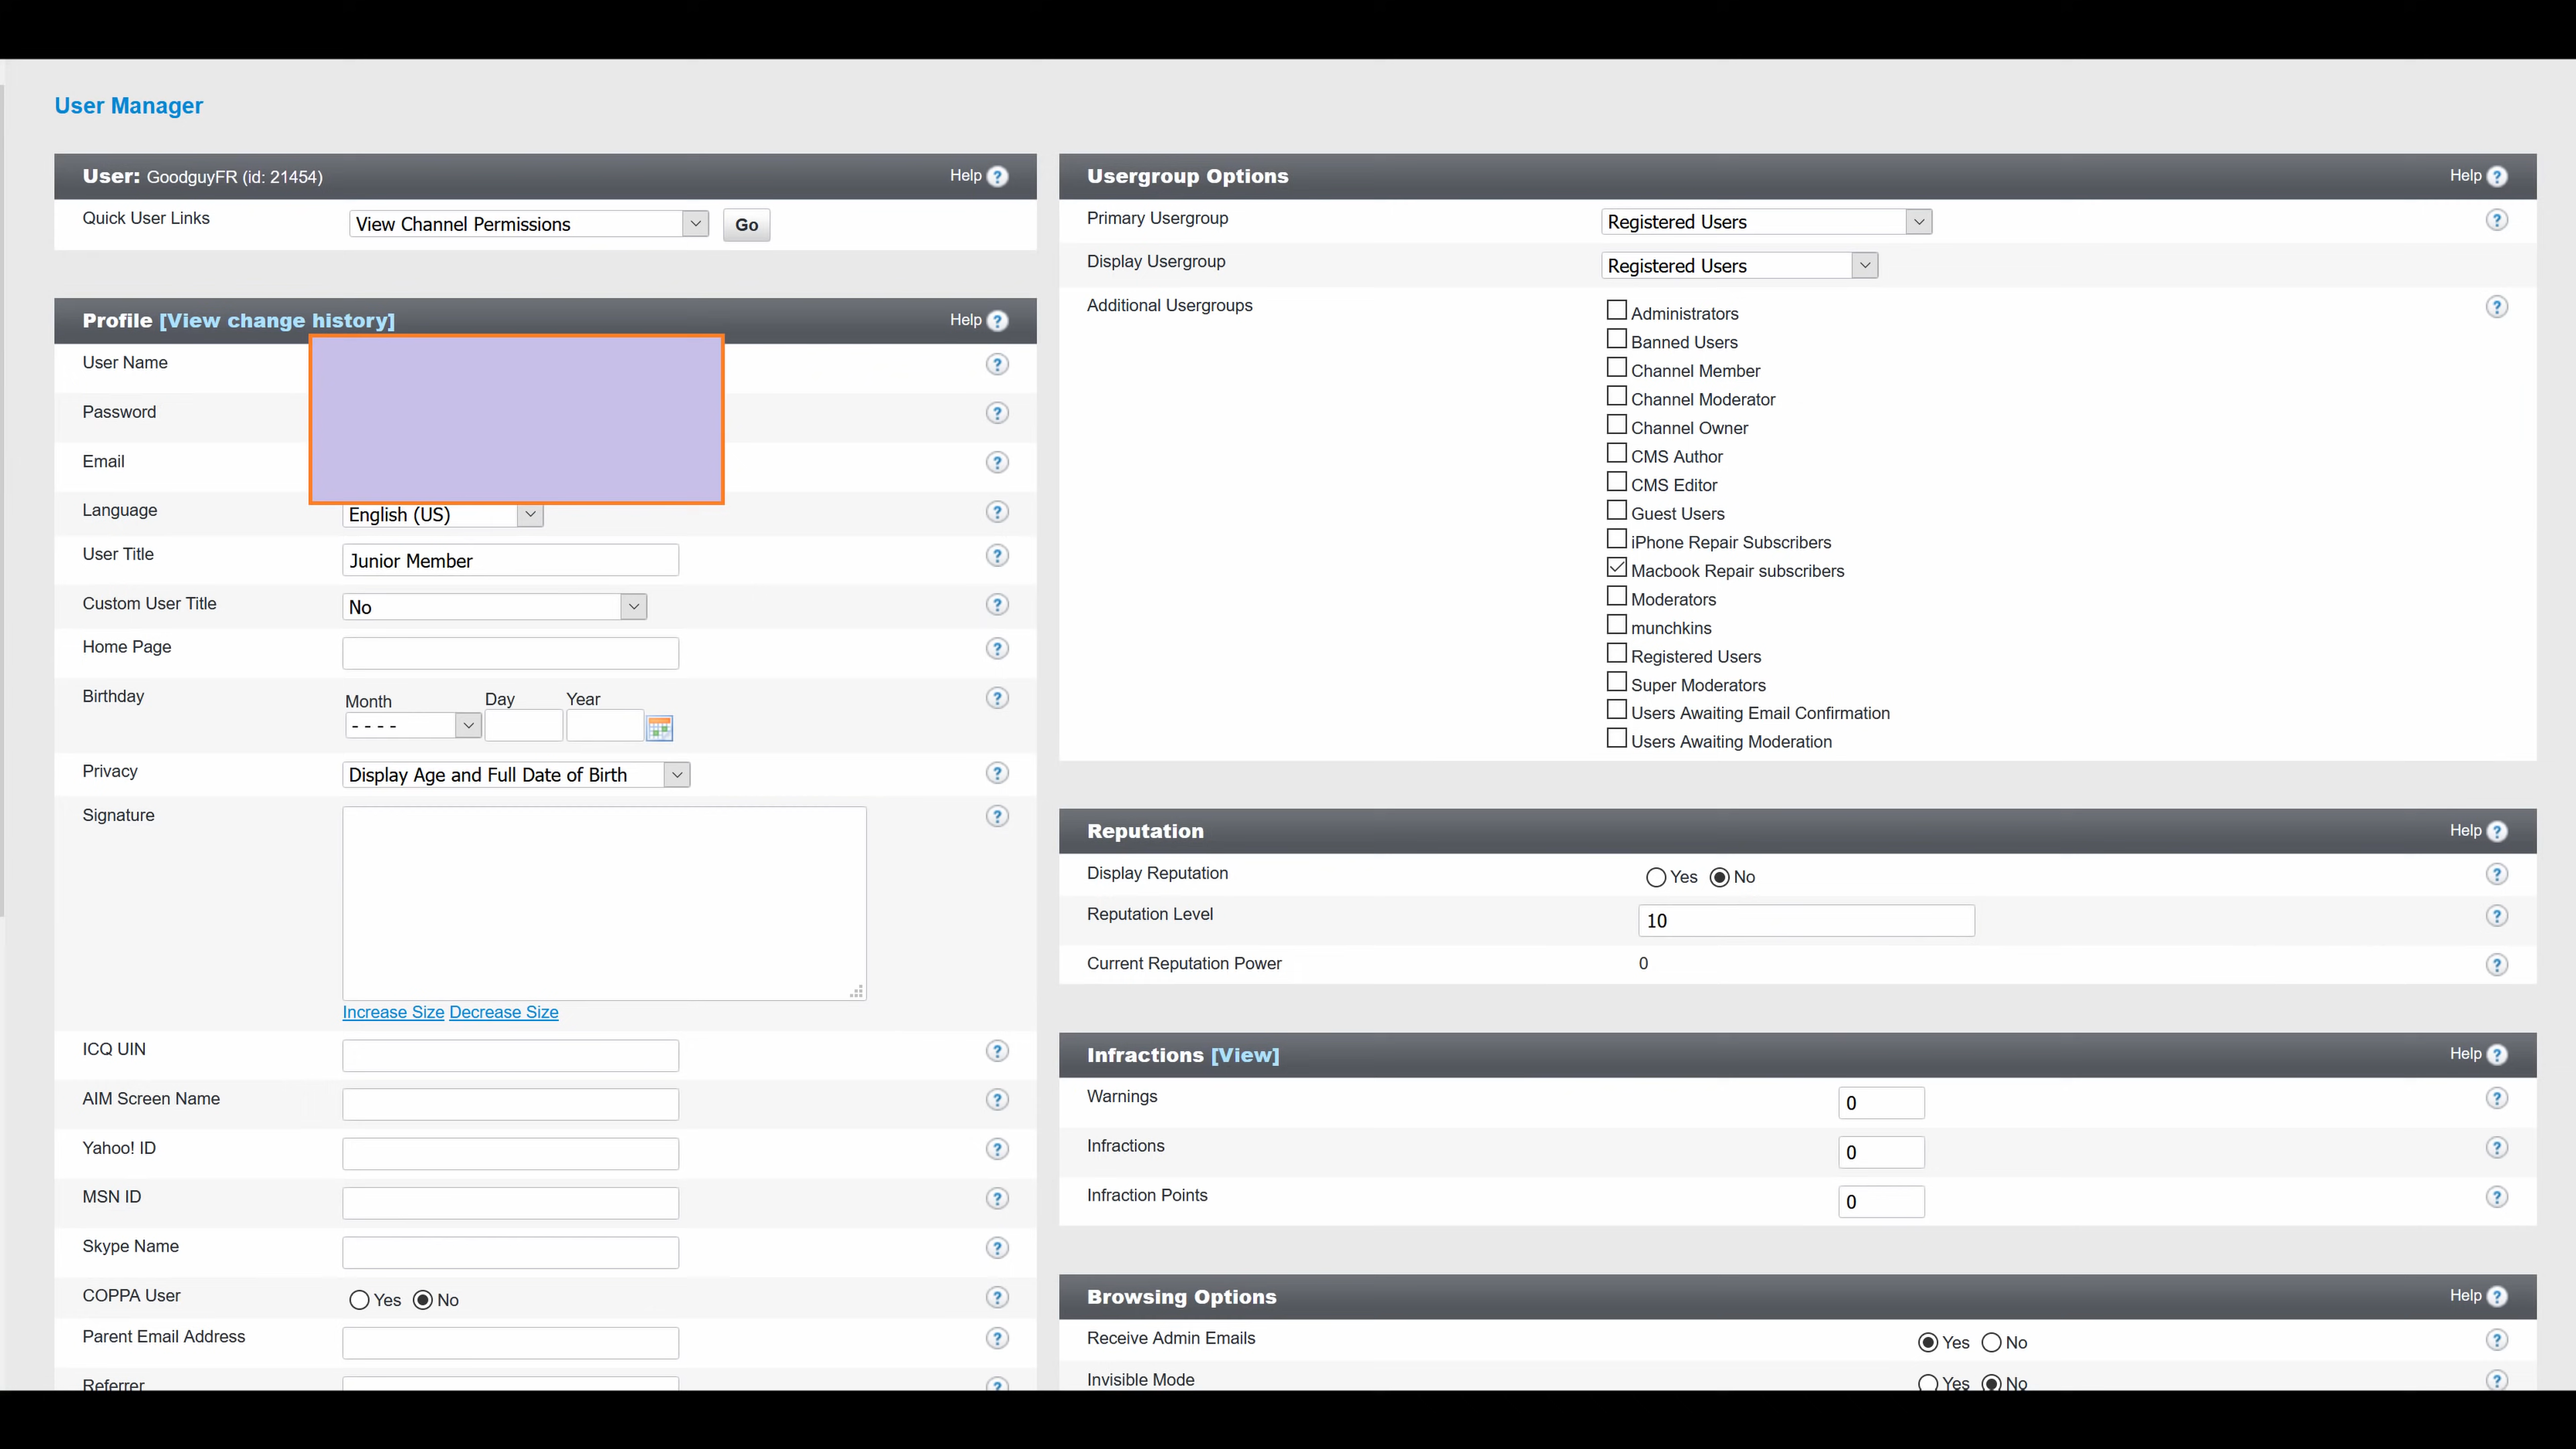 User Manager
User: GoodguyFR (id: 21454) Help
Quick User Links View Channel Permissions Go
Profile [View change history] Help
User Name
Password
Email
Language English (US)
User Title Junior Member
Custom User Title No
Home Page
Birthday Month Day Year
- - - -
Privacy Display Age and Full Date of Birth
Signature
Increase Size Decrease Size
ICQ UIN
AIM Screen Name
Yahoo! ID
MSN ID
Skype Name
COPPA User Yes No
Parent Email Address
Referrer
Usergroup Options Help
Primary Usergroup Registered Users
Display Usergroup Registered Users
Additional Usergroups
Administrators
Banned Users
Channel Member
Channel Moderator
Channel Owner
CMS Author
CMS Editor
Guest Users
iPhone Repair Subscribers
Macbook Repair subscribers
Moderators
munchkins
Registered Users
Super Moderators
Users Awaiting Email Confirmation
Users Awaiting Moderation
Reputation Help
Display Reputation Yes No
Reputation Level 10
Current Reputation Power 0
Infractions [View] Help
Warnings 0
Infractions 0
Infraction Points 0
Browsing Options Help
Receive Admin Emails Yes No
Invisible Mode Yes No